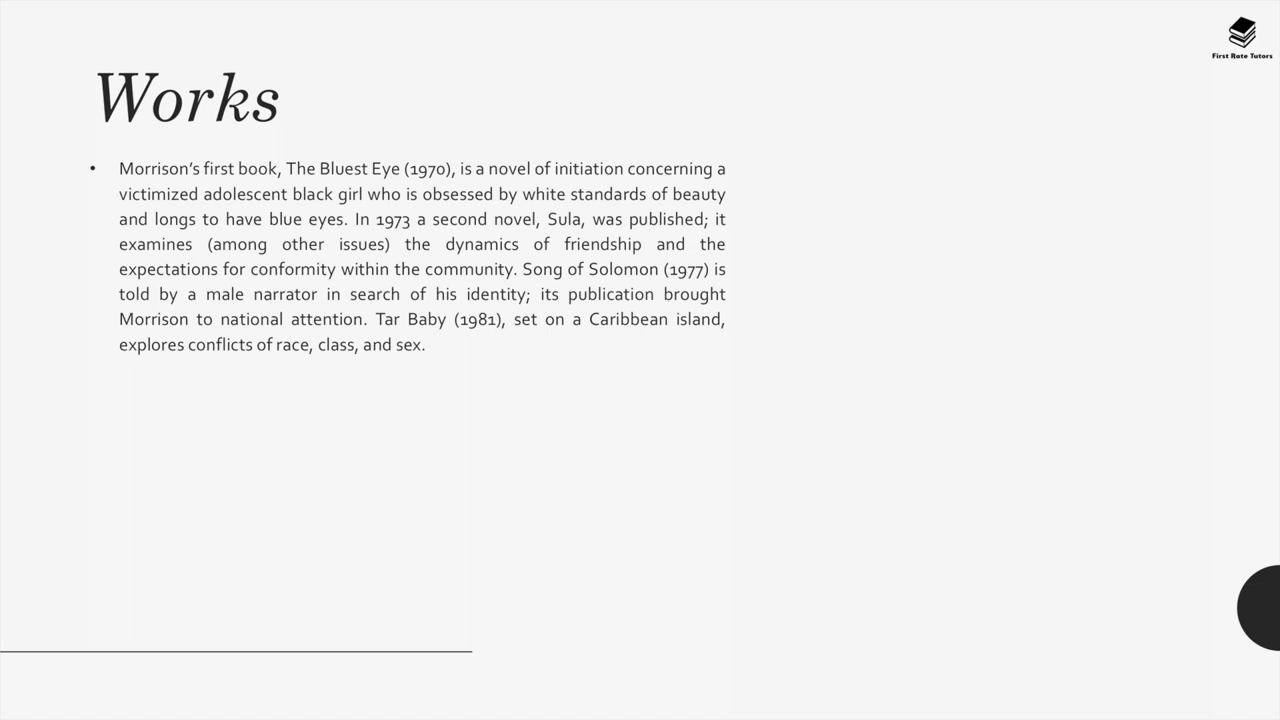 First Rate Tutors
Works
• Morrison’s first book, The Bluest Eye (1970), is a novel of initiation concerning a
victimized adolescent black girl who is obsessed by white standards of beauty
and longs to have blue eyes. In 1973 a second novel, Sula, was published; it
examines (among other issues) the dynamics of friendship and the
expectations for conformity within the community. Song of Solomon (1977) is
told by a male narrator in search of his identity; its publication brought
Morrison to national attention. Tar Baby (1981), set on a Caribbean island,
explores conflicts of race, class, and sex.